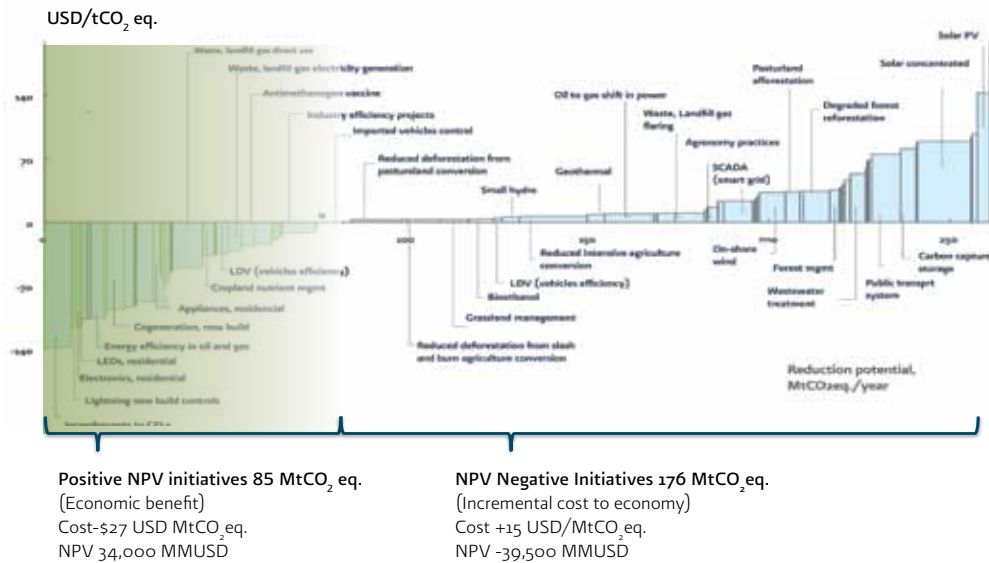 USD/tCO2 eq.
Solar PV
Waste, landfill gas direct use
Solar concentrated
Waste, landfill gas electricity generation
Pastureland
afforestation
Antimethanogen vaccine
Oil to gas shift in power
Degraded forest
reforestation
140
Industry efficiency projects
Waste, Landfill gas
flaring
Imported vehicles control
Agronomy practices
70
Reduced deforestation from
pastureland conversion
Geothermal
SCADA
(smart grid)
Small hydro
0
0
200
250
LDV (vehicles efficiency)
Reduced intensive agriculture
conversion
On-shore
wind
Forest mgmt
Carbon capture
storage
-70
Cropland nutrient mgmt
LDV (vehicles efficiency)
Wastewater
treatment
Public transprt
system
Appliances, residencial
Bioethanol
Cogeneration, new build
Grassland management
-140
Energy efficiency in oil and gas
Reduced deforestation from slash
and burn agriculture conversion
LEDs, residential
Electronics, residential
Reduction potential,
MtCO2eq./year
Lightning new build controls
Positive NPV initiatives 85 MtCO2 eq.
(Economic benefit)
Cost-$27 USD MtCO2eq.
NPV 34,000 MMUSD
NPV Negative Initiatives 176 MtCO2eq.
(Incremental cost to economy)
Cost +15 USD/MtCO2eq.
NPV -39,500 MMUSD